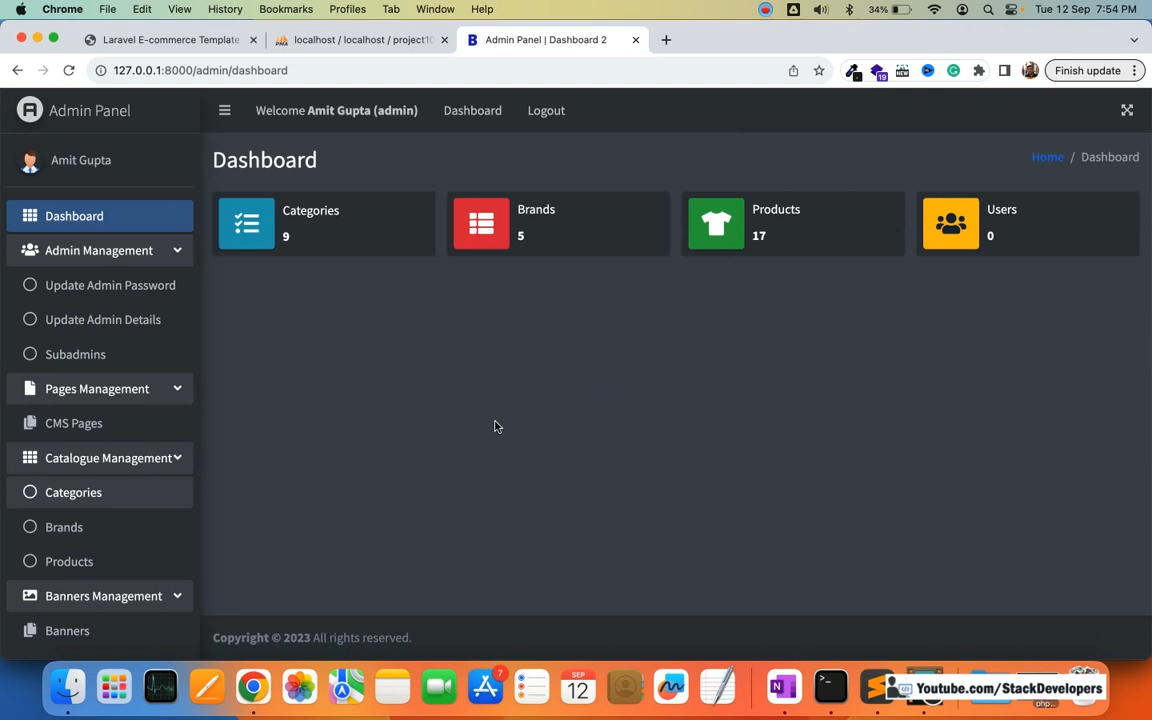 Chrome File Edit View History Bookmarks Profiles Tab Window Help 34% Tue 12 Sep 7:54 PM
Laravel E-commerce Template localhost / localhost / project10 Admin Panel | Dashboard 2
127.0.0.1:8000/admin/dashboard Finish update
Admin Panel Welcome Amit Gupta (admin) Dashboard Logout
Amit Gupta
Dashboard Home / Dashboard
Categories 9
Brands 5
Products 17
Users 0
Dashboard
Admin Management
Update Admin Password
Update Admin Details
Subadmins
Pages Management
CMS Pages
Catalogue Management
Categories
Brands
Products
Banners Management
Banners
Copyright © 2023 All rights reserved.
SEP
12
7
Youtube.com/StackDevelopers